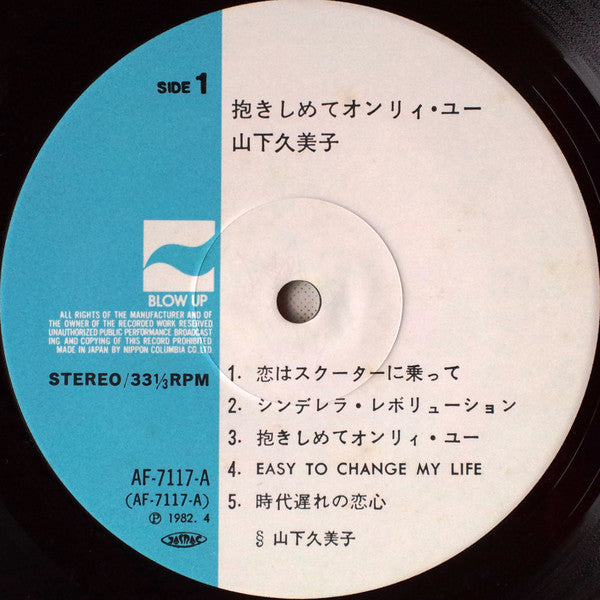 SIDE 1
抱きしめてオンリィ・ユー
山下久美子
BLOW UP
ALL RIGHTS OF THE MANUFACTURER AND OF
THE OWNER OF THE RECORDED WORK RESERVED
UNAUTHORIZED PUBLIC PERFORMANCE BROADCAST
ING AND COPYING OF THIS RECORD PROHIBITED
MADE IN JAPAN BY NIPPON COLUMBIA CO.LTD.
STEREO/33⅓RPM
1. 恋はスクーターに乗って
2. シンデレラ・レボリューション
3. 抱きしめてオンリィ・ユー
4. EASY TO CHANGE MY LIFE
5. 時代遅れの恋心
§ 山下久美子
AF-7117-A
(AF-7117-A)
Ⓟ 1982. 4
JASRAC